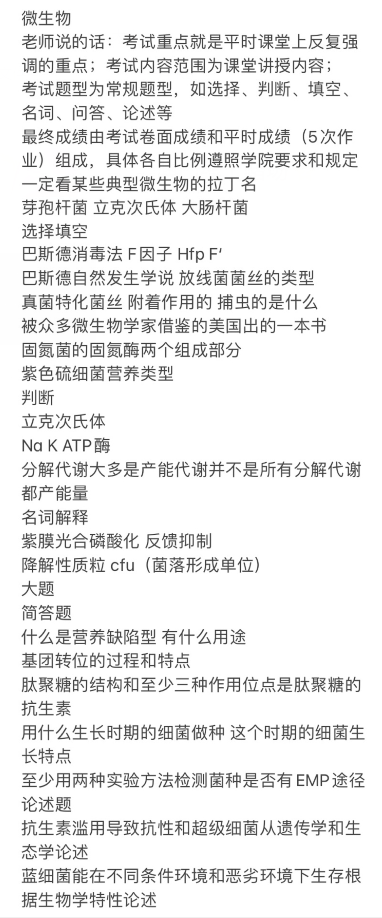 微生物
老师说的话：考试重点就是平时课堂上反复强
调的重点；考试内容范围为课堂讲授内容；
考试题型为常规题型，如选择、判断、填空、
名词、问答、论述等
最终成绩由考试卷面成绩和平时成绩（5次作
业）组成，具体各自比例遵照学院要求和规定
一定看某些典型微生物的拉丁名
芽孢杆菌 立克次氏体 大肠杆菌
选择填空
巴斯德消毒法 F因子 Hfp F′
巴斯德自然发生学说 放线菌菌丝的类型
真菌特化菌丝 附着作用的 捕虫的是什么
被众多微生物学家借鉴的美国出的一本书
固氮菌的固氮酶两个组成部分
紫色硫细菌营养类型
判断
立克次氏体
Na K ATP酶
分解代谢大多是产能代谢并不是所有分解代谢
都产能量
名词解释
紫膜光合磷酸化 反馈抑制
降解性质粒 cfu（菌落形成单位）
大题
简答题
什么是营养缺陷型 有什么用途
基团转位的过程和特点
肽聚糖的结构和至少三种作用位点是肽聚糖的
抗生素
用什么生长时期的细菌做种 这个时期的细菌生
长特点
至少用两种实验方法检测菌种是否有EMP途径
论述题
抗生素滥用导致抗性和超级细菌从遗传学和生
态学论述
蓝细菌能在不同条件环境和恶劣环境下生存根
据生物学特性论述